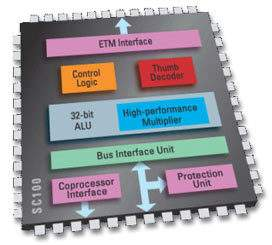 ETM Interface
Control
Logic
Thumb
Decoder
32-bit
ALU
High-performance
Multiplier
Bus Interface Unit
Coprocessor
Interface
Protection
Unit
SC100